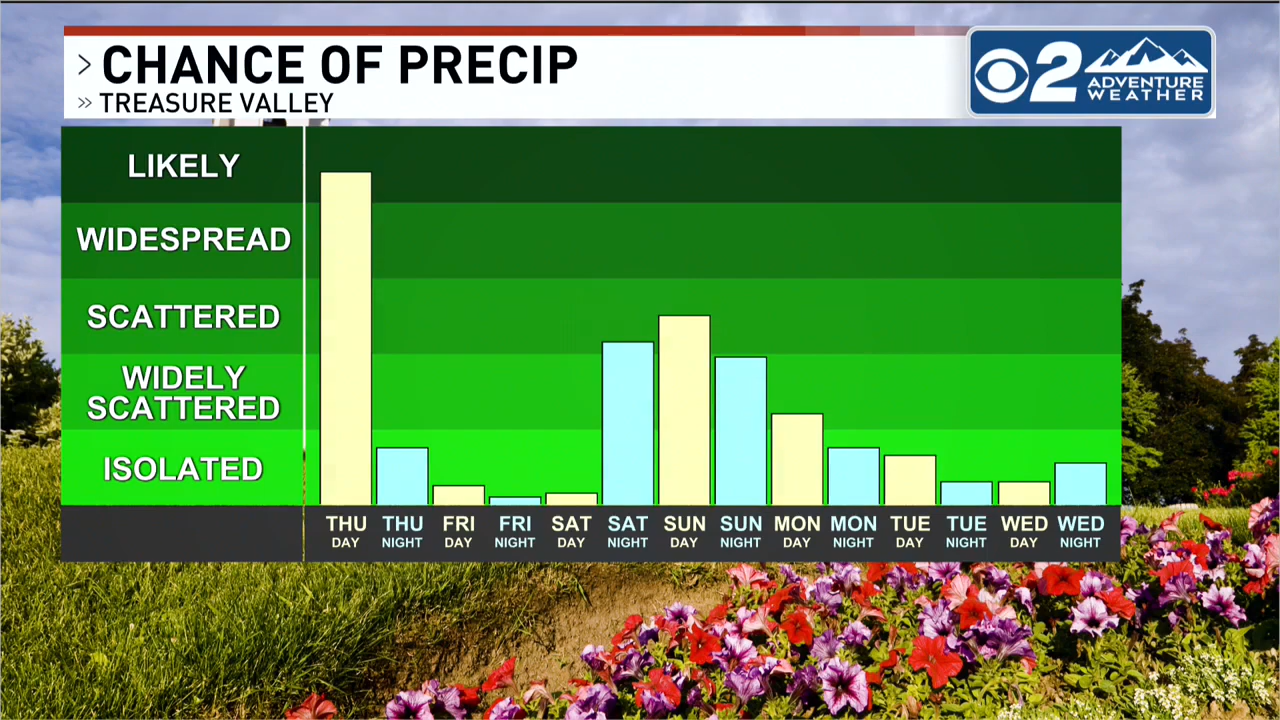 > CHANCE OF PRECIP
» TREASURE VALLEY
2 ADVENTURE
WEATHER
LIKELY
WIDESPREAD
SCATTERED
WIDELY
SCATTERED
ISOLATED
THU THU FRI FRI SAT SAT SUN SUN MON MON TUE TUE WED WED
DAY NIGHT DAY NIGHT DAY NIGHT DAY NIGHT DAY NIGHT DAY NIGHT DAY NIGHT